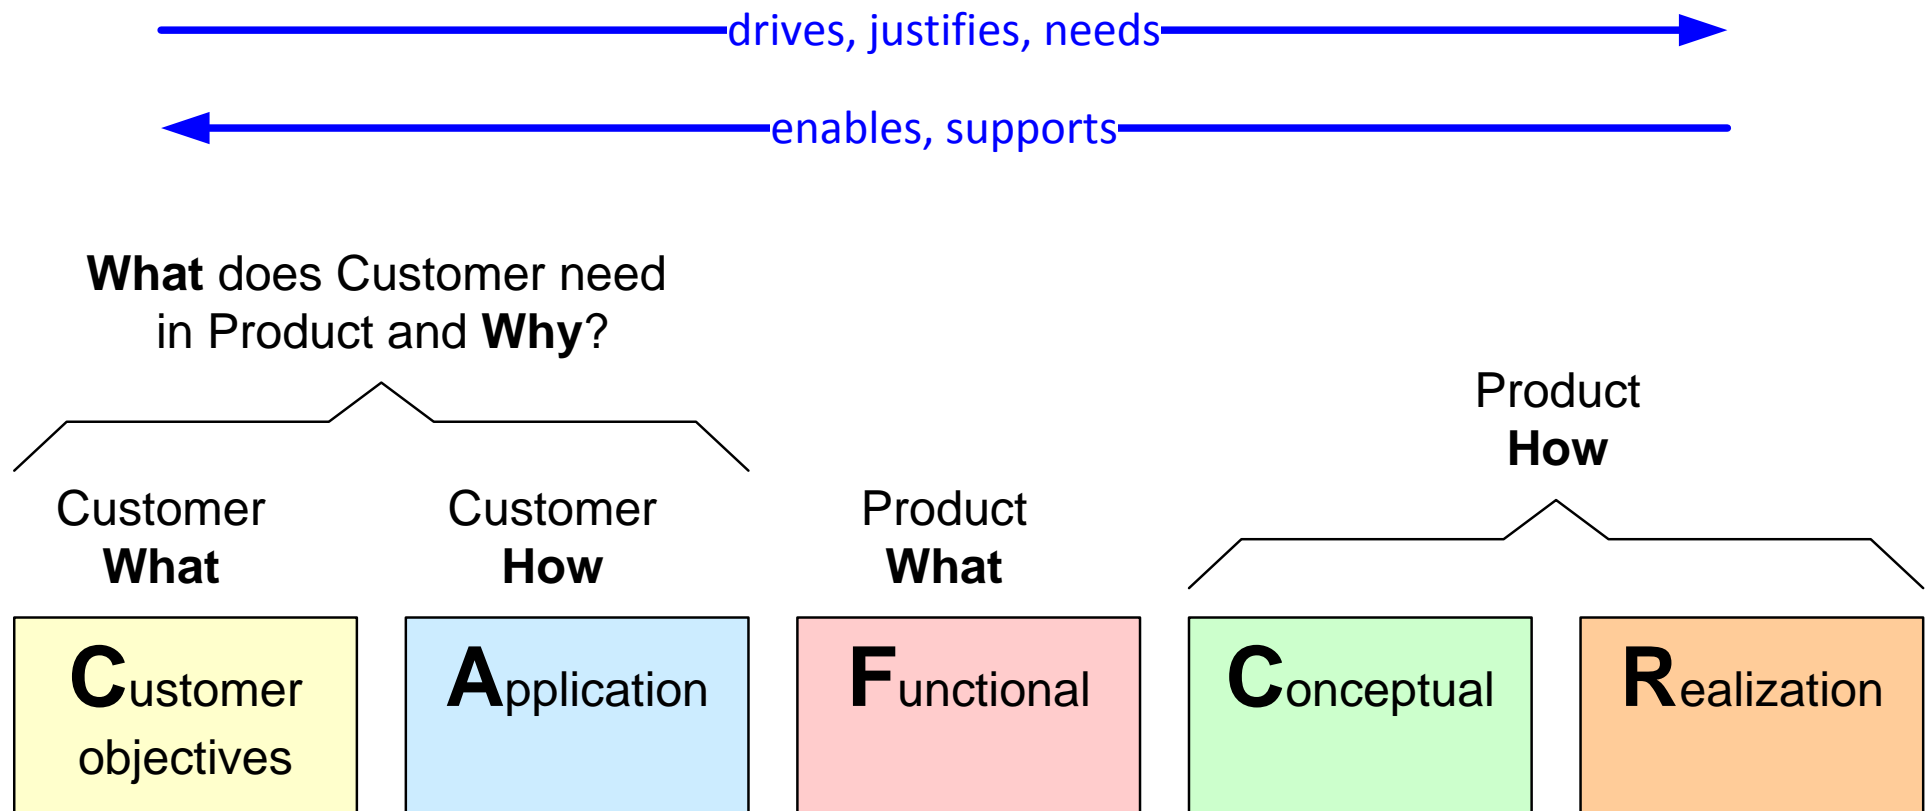 drives, justifies, needs
enables, supports
What does Customer need
in Product and Why?
Product
How
Customer
What
Customer
How
Product
What
Customer
objectives
Application
Functional
Conceptual
Realization